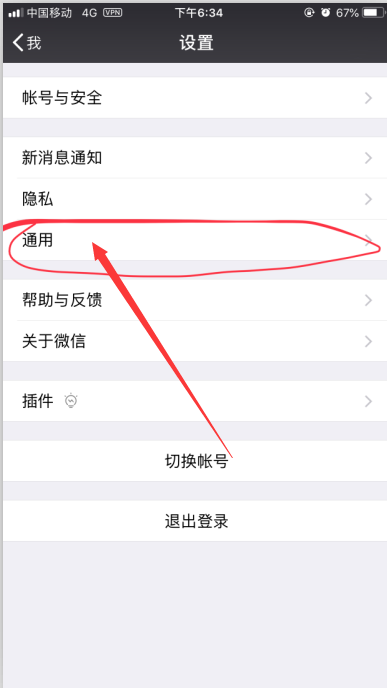 中国移动 4G VPN 下午6:34 67%
我 设置
帐号与安全
新消息通知
隐私
通用
帮助与反馈
关于微信
插件
切换帐号
退出登录